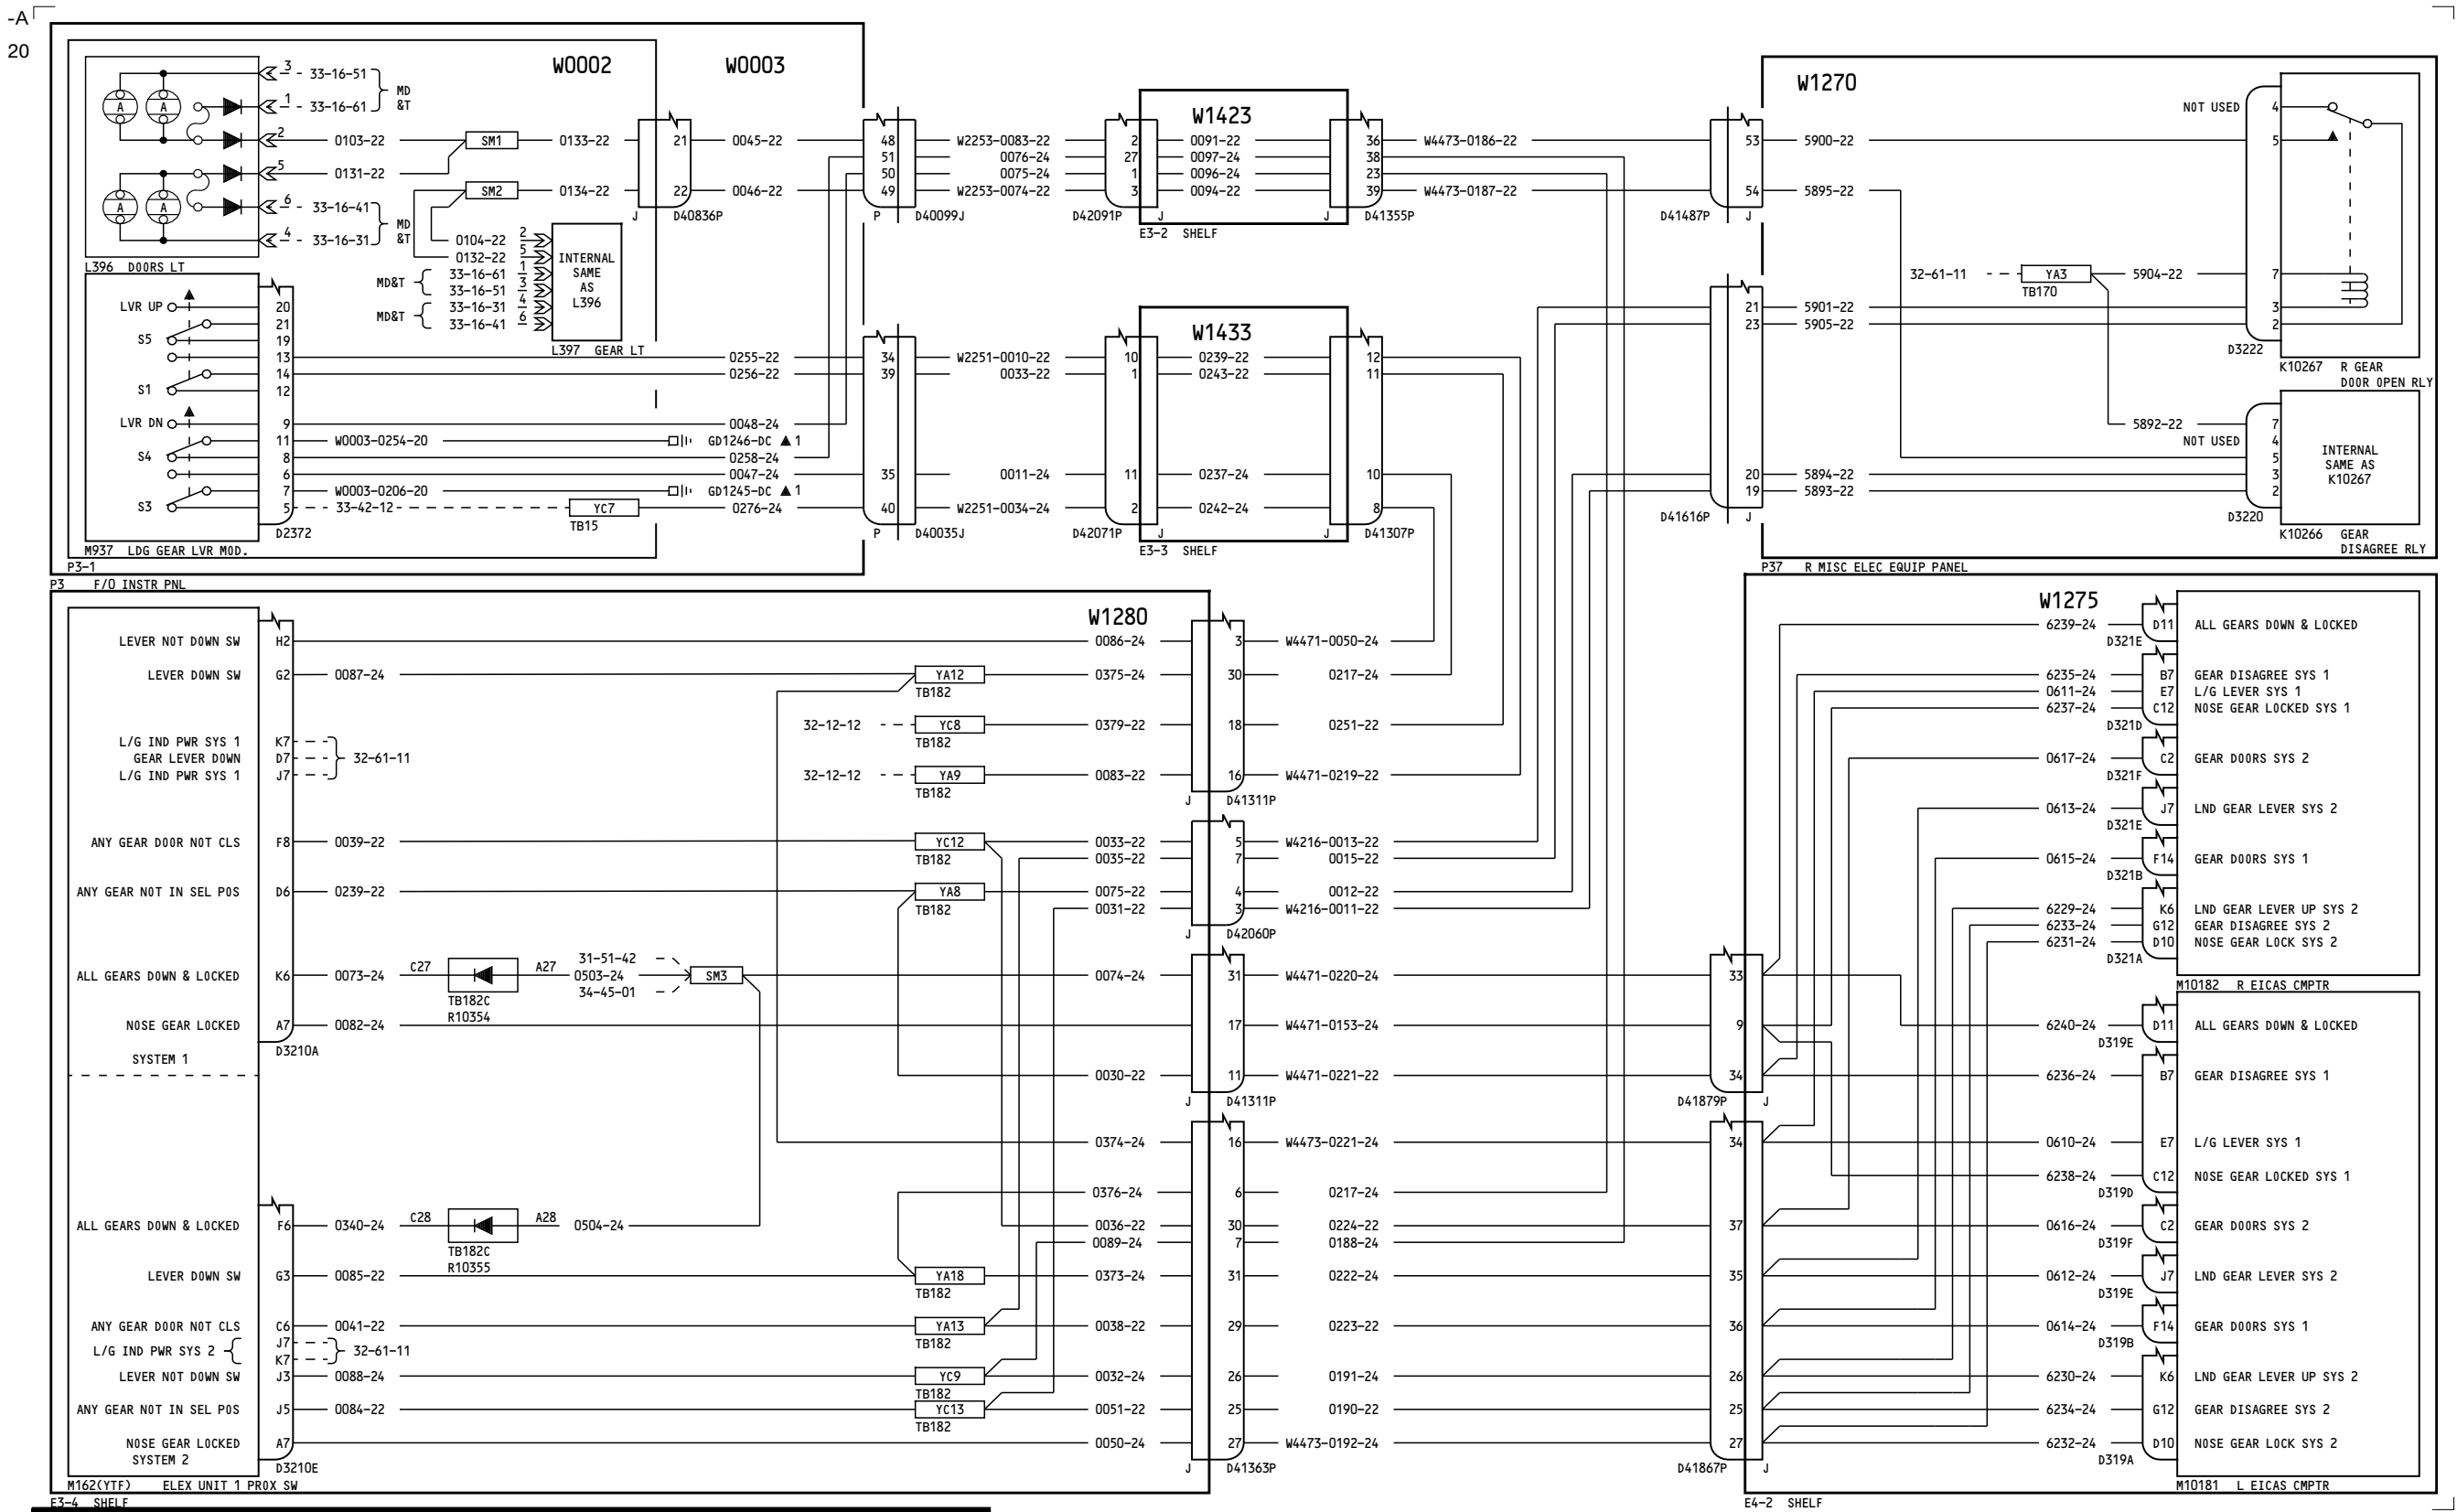 -A
20
W0002
W0003
3 33-16-51
1 33-16-61
MD
&T
2 0103-22 SM1 0133-22 21 0045-22
5 0131-22
SM2 0134-22 22 0046-22
6 33-16-41
4 33-16-31
MD
&T
A A
A A
J D40836P
L396 DOORS LT
0104-22 2
0132-22 5
MD&T 33-16-61 1
33-16-51 3
MD&T 33-16-31 4
33-16-41 6
INTERNAL
SAME
AS
L396
L397 GEAR LT
LVR UP
S5
S1
LVR DN
S4
S3
20
21
19
13 0255-22
14 0256-22
12
9 0048-24
11 W0003-0254-20 GD1246-DC ▲ 1
8 0258-24
6 0047-24
7 W0003-0206-20 GD1245-DC ▲ 1
5 33-42-12 YC7 0276-24
TB15
D2372
M937 LDG GEAR LVR MOD.
P3-1
P3 F/O INSTR PNL
W1423
48 W2253-0083-22 2 0091-22 36 W4473-0186-22 53
51 0076-24 27 0097-24 38
50 0075-24 1 0096-24 23
49 W2253-0074-22 3 0094-22 39 W4473-0187-22 54
P D40099J D42091P J J D41355P D41487P J
E3-2 SHELF
W1433
34 W2251-0010-22 10 0239-22 12
39 0033-22 1 0243-22 11
35 0011-24 11 0237-24 10
40 W2251-0034-24 2 0242-24 8
P D40035J D42071P J J D41307P
E3-3 SHELF
W1270
NOT USED 4
5900-22 5
5895-22
32-61-11 YA3 5904-22 7
TB170
21 5901-22 3
23 5905-22 2
D3222
K10267 R GEAR
DOOR OPEN RLY
5892-22 7
NOT USED 4
5
20 5894-22 3
19 5893-22 2
D41616P J
D3220
INTERNAL
SAME AS
K10267
K10266 GEAR
DISAGREE RLY
P37 R MISC ELEC EQUIP PANEL
W1280
LEVER NOT DOWN SW H2 0086-24 3 W4471-0050-24
LEVER DOWN SW G2 0087-24 YA12 0375-24 30 0217-24
TB182
32-12-12 YC8 0379-22 18 0251-22
TB182
L/G IND PWR SYS 1 K7
GEAR LEVER DOWN D7 32-61-11
L/G IND PWR SYS 1 J7
32-12-12 YA9 0083-22 16 W4471-0219-22
TB182
J D41311P
ANY GEAR DOOR NOT CLS F8 0039-22 YC12 0033-22 5 W4216-0013-22
TB182 0035-22 7 0015-22
ANY GEAR NOT IN SEL POS D6 0239-22 YA8 0075-22 4 0012-22
TB182 0031-22 3 W4216-0011-22
J D42060P
31-51-42
ALL GEARS DOWN & LOCKED K6 0073-24 C27 A27 0503-24 SM3 0074-24 31 W4471-0220-24 33
34-45-01
TB182C
R10354
NOSE GEAR LOCKED A7 0082-24 17 W4471-0153-24 9
D3210A
SYSTEM 1
0030-22 11 W4471-0221-22 34
J D41311P D41879P J
0374-24 16 W4473-0221-24 34
0376-24 6 0217-24
ALL GEARS DOWN & LOCKED F6 0340-24 C28 A28 0504-24 0036-22 30 0224-22 37
0089-24 7 0188-24
TB182C
R10355
LEVER DOWN SW G3 0085-22 YA18 0373-24 31 0222-24 35
TB182
ANY GEAR DOOR NOT CLS C6 0041-22 YA13 0038-22 29 0223-22 36
TB182
L/G IND PWR SYS 2 J7 K7 32-61-11
LEVER NOT DOWN SW J3 0088-24 YC9 0032-24 26 0191-24 26
TB182
ANY GEAR NOT IN SEL POS J5 0084-22 YC13 0051-22 25 0190-22 25
TB182
NOSE GEAR LOCKED A7 0050-24 27 W4473-0192-24 27
SYSTEM 2
D3210E J D41363P D41867P J
M162(YTF) ELEX UNIT 1 PROX SW
E3-4 SHELF
W1275
6239-24 D11 ALL GEARS DOWN & LOCKED
D321E
6235-24 B7 GEAR DISAGREE SYS 1
0611-24 E7 L/G LEVER SYS 1
6237-24 C12 NOSE GEAR LOCKED SYS 1
D321D
0617-24 C2 GEAR DOORS SYS 2
D321F
0613-24 J7 LND GEAR LEVER SYS 2
D321E
0615-24 F14 GEAR DOORS SYS 1
D321B
6229-24 K6 LND GEAR LEVER UP SYS 2
6233-24 G12 GEAR DISAGREE SYS 2
6231-24 D10 NOSE GEAR LOCK SYS 2
D321A
M10182 R EICAS CMPTR
6240-24 D11 ALL GEARS DOWN & LOCKED
D319E
6236-24 B7 GEAR DISAGREE SYS 1
0610-24 E7 L/G LEVER SYS 1
6238-24 C12 NOSE GEAR LOCKED SYS 1
D319D
0616-24 C2 GEAR DOORS SYS 2
D319F
0612-24 J7 LND GEAR LEVER SYS 2
D319E
0614-24 F14 GEAR DOORS SYS 1
D319B
6230-24 K6 LND GEAR LEVER UP SYS 2
6234-24 G12 GEAR DISAGREE SYS 2
6232-24 D10 NOSE GEAR LOCK SYS 2
D319A
M10181 L EICAS CMPTR
E4-2 SHELF